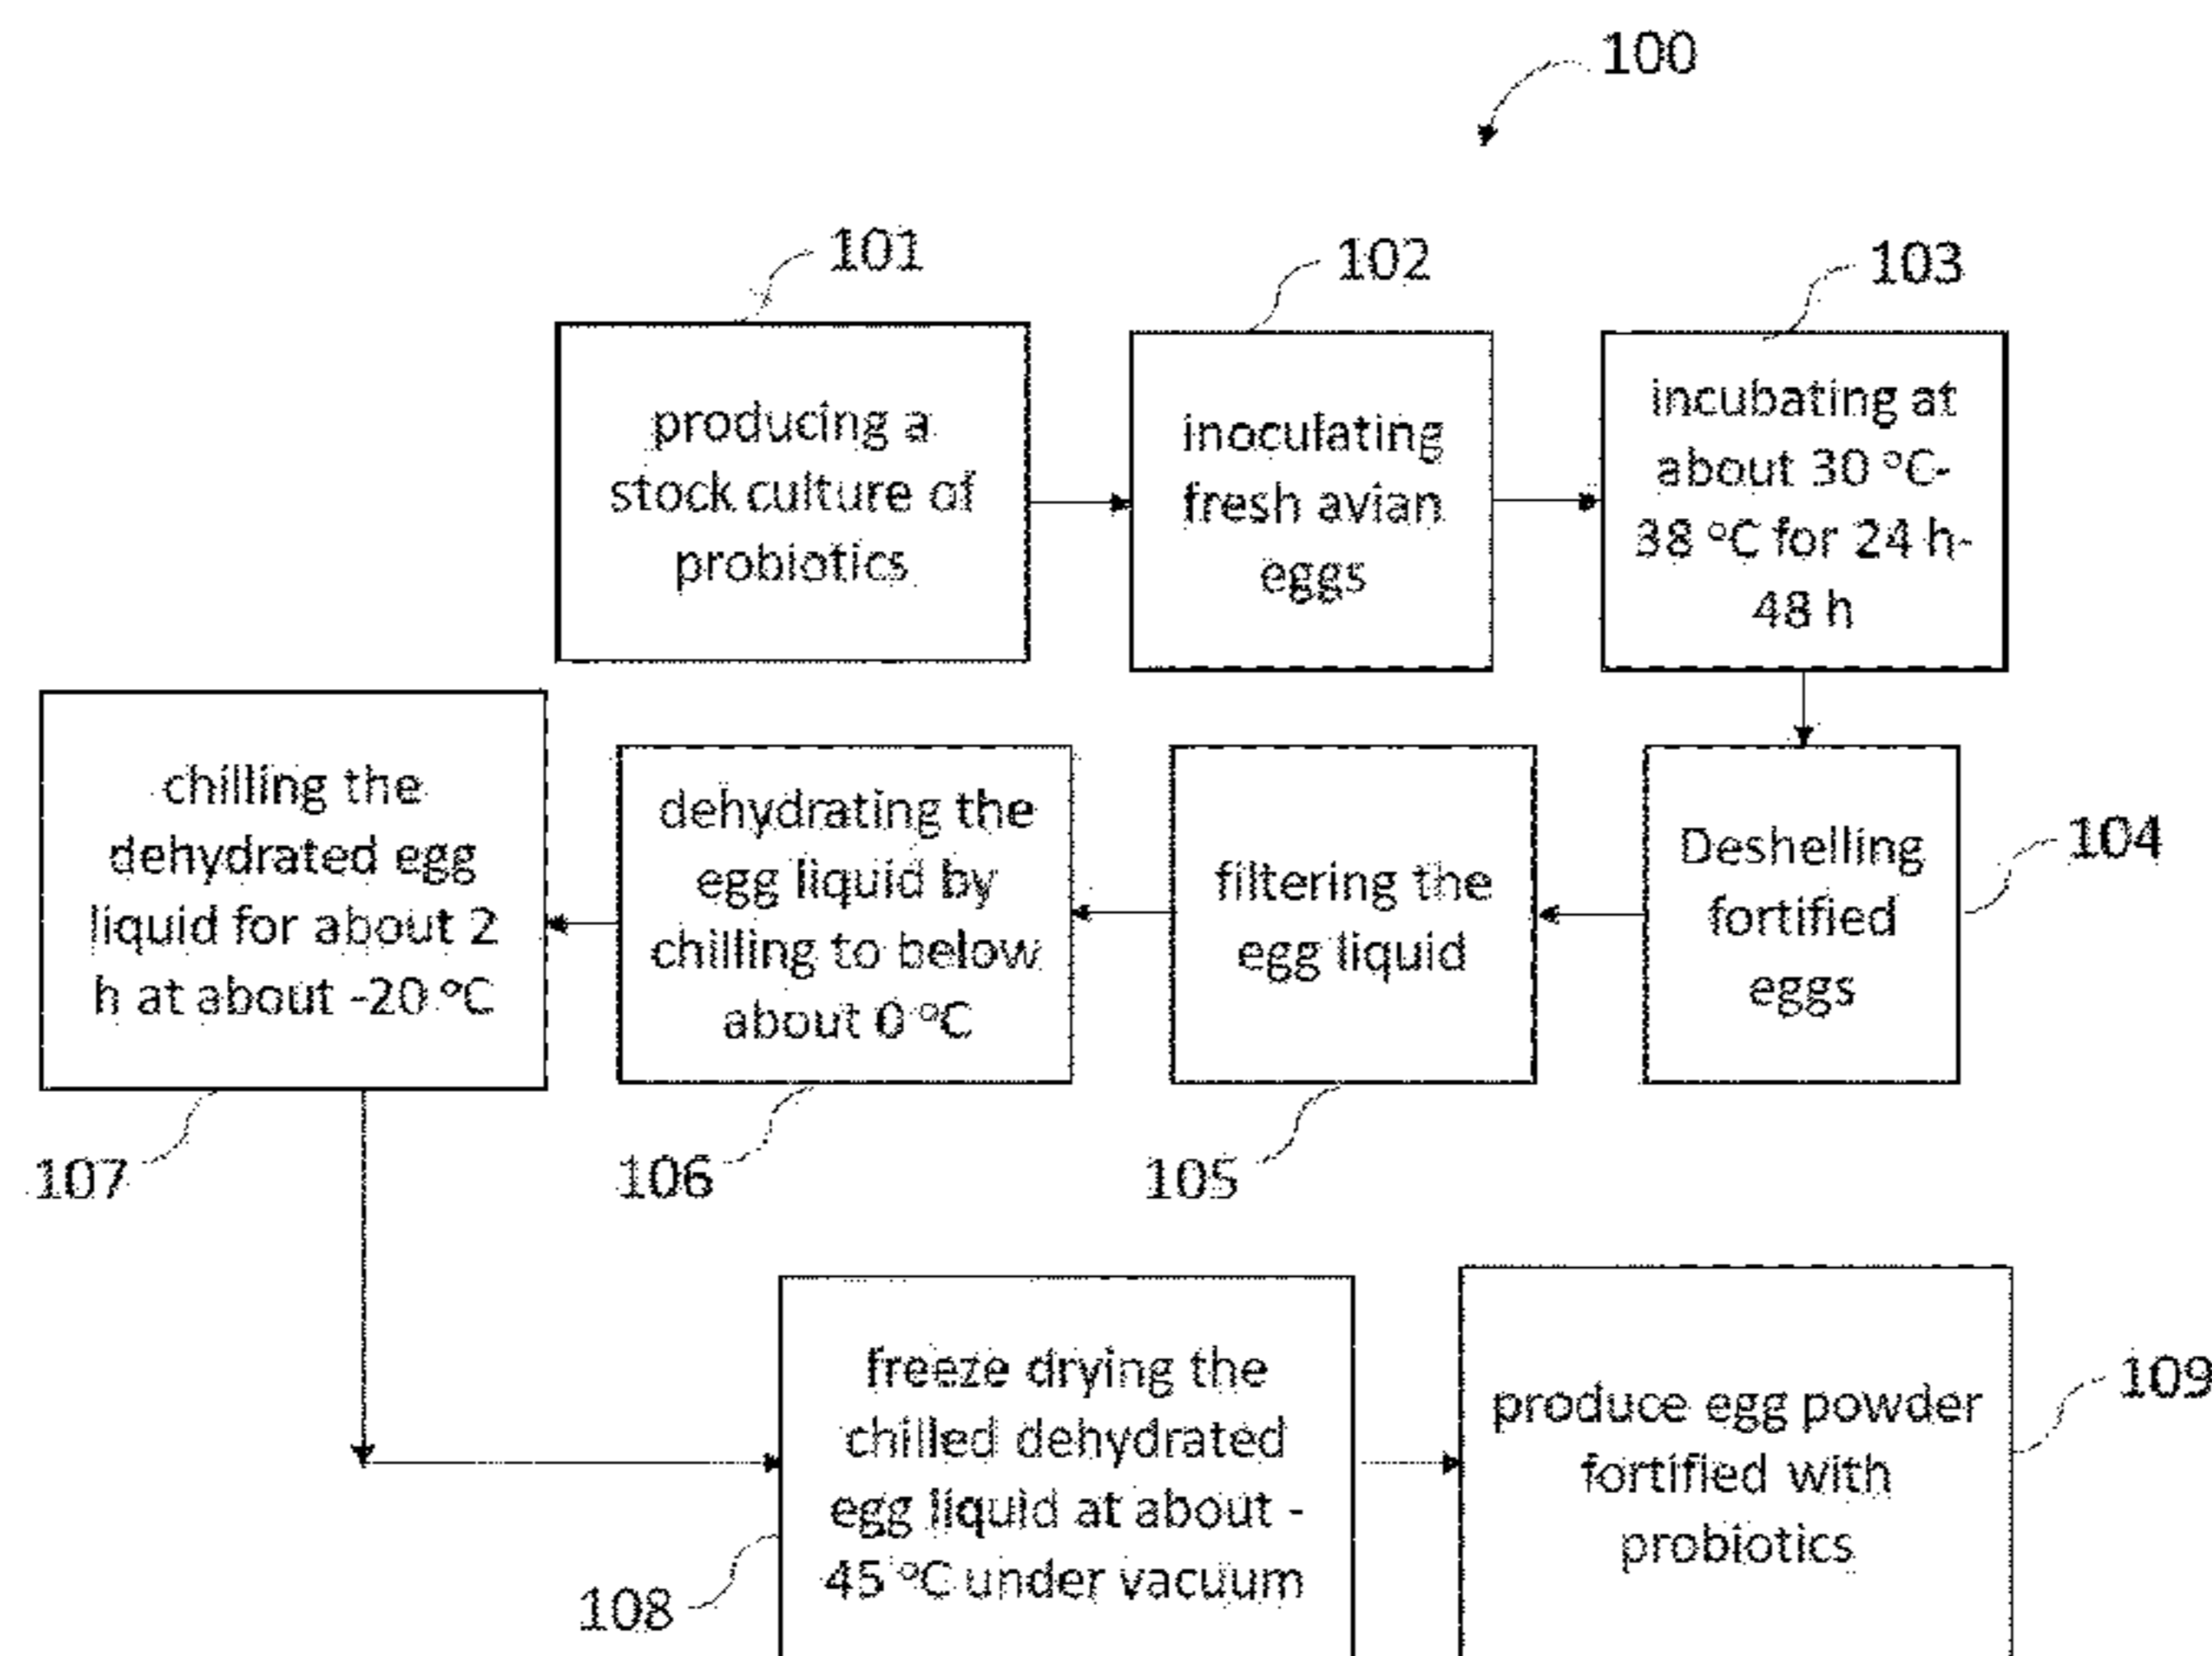 100
101
102
103
producing a
stock culture of
probiotics
inoculating
fresh avian
eggs
incubating at
about 30 °C-
38 °C for 24 h-
48 h
chilling the
dehydrated egg
liquid for about 2
h at about -20 °C
dehydrating the
egg liquid by
chilling to below
about 0 °C
filtering the
egg liquid
Deshelling
fortified
eggs
104
107
106
105
freeze drying the
chilled dehydrated
egg liquid at about -
45 °C under vacuum
108
produce egg powder
fortified with
probiotics
109